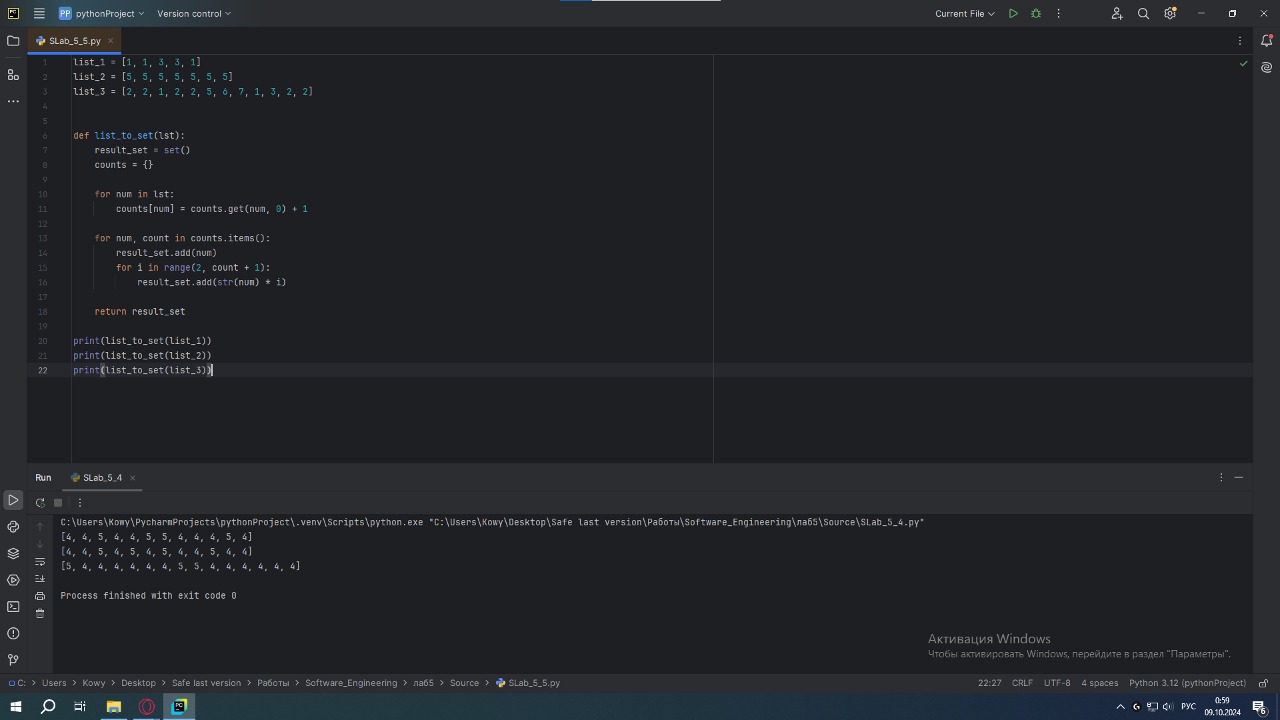 PC PP pythonProject Version control Current File
SLab_5_5.py
1 list_1 = [1, 1, 3, 3, 1]
2 list_2 = [5, 5, 5, 5, 5, 5, 5]
3 list_3 = [2, 2, 1, 2, 2, 5, 6, 7, 1, 3, 2, 2]
4
5
6 def list_to_set(lst):
7 result_set = set()
8 counts = {}
9
10 for num in lst:
11 counts[num] = counts.get(num, 0) + 1
12
13 for num, count in counts.items():
14 result_set.add(num)
15 for i in range(2, count + 1):
16 result_set.add(str(num) * i)
17
18 return result_set
19
20 print(list_to_set(list_1))
21 print(list_to_set(list_2))
22 print(list_to_set(list_3))
Run SLab_5_4
C:\Users\Kowy\PycharmProjects\pythonProject\.venv\Scripts\python.exe "C:\Users\Kowy\Desktop\Safe last version\Работы\Software_Engineering\лаб5\Source\SLab_5_4.py"
[4, 4, 5, 4, 4, 5, 5, 4, 4, 4, 5, 4]
[4, 4, 5, 4, 5, 4, 5, 4, 4, 5, 4, 4]
[5, 4, 4, 4, 4, 4, 4, 5, 5, 4, 4, 4, 4, 4, 4]
Process finished with exit code 0
Активация Windows
Чтобы активировать Windows, перейдите в раздел "Параметры".
C: Users Kowy Desktop Safe last version Работы Software_Engineering лаб5 Source SLab_5_5.py 22:27 CRLF UTF-8 4 spaces Python 3.12 (pythonProject)
PC РУС 0:59
09.10.2024 6